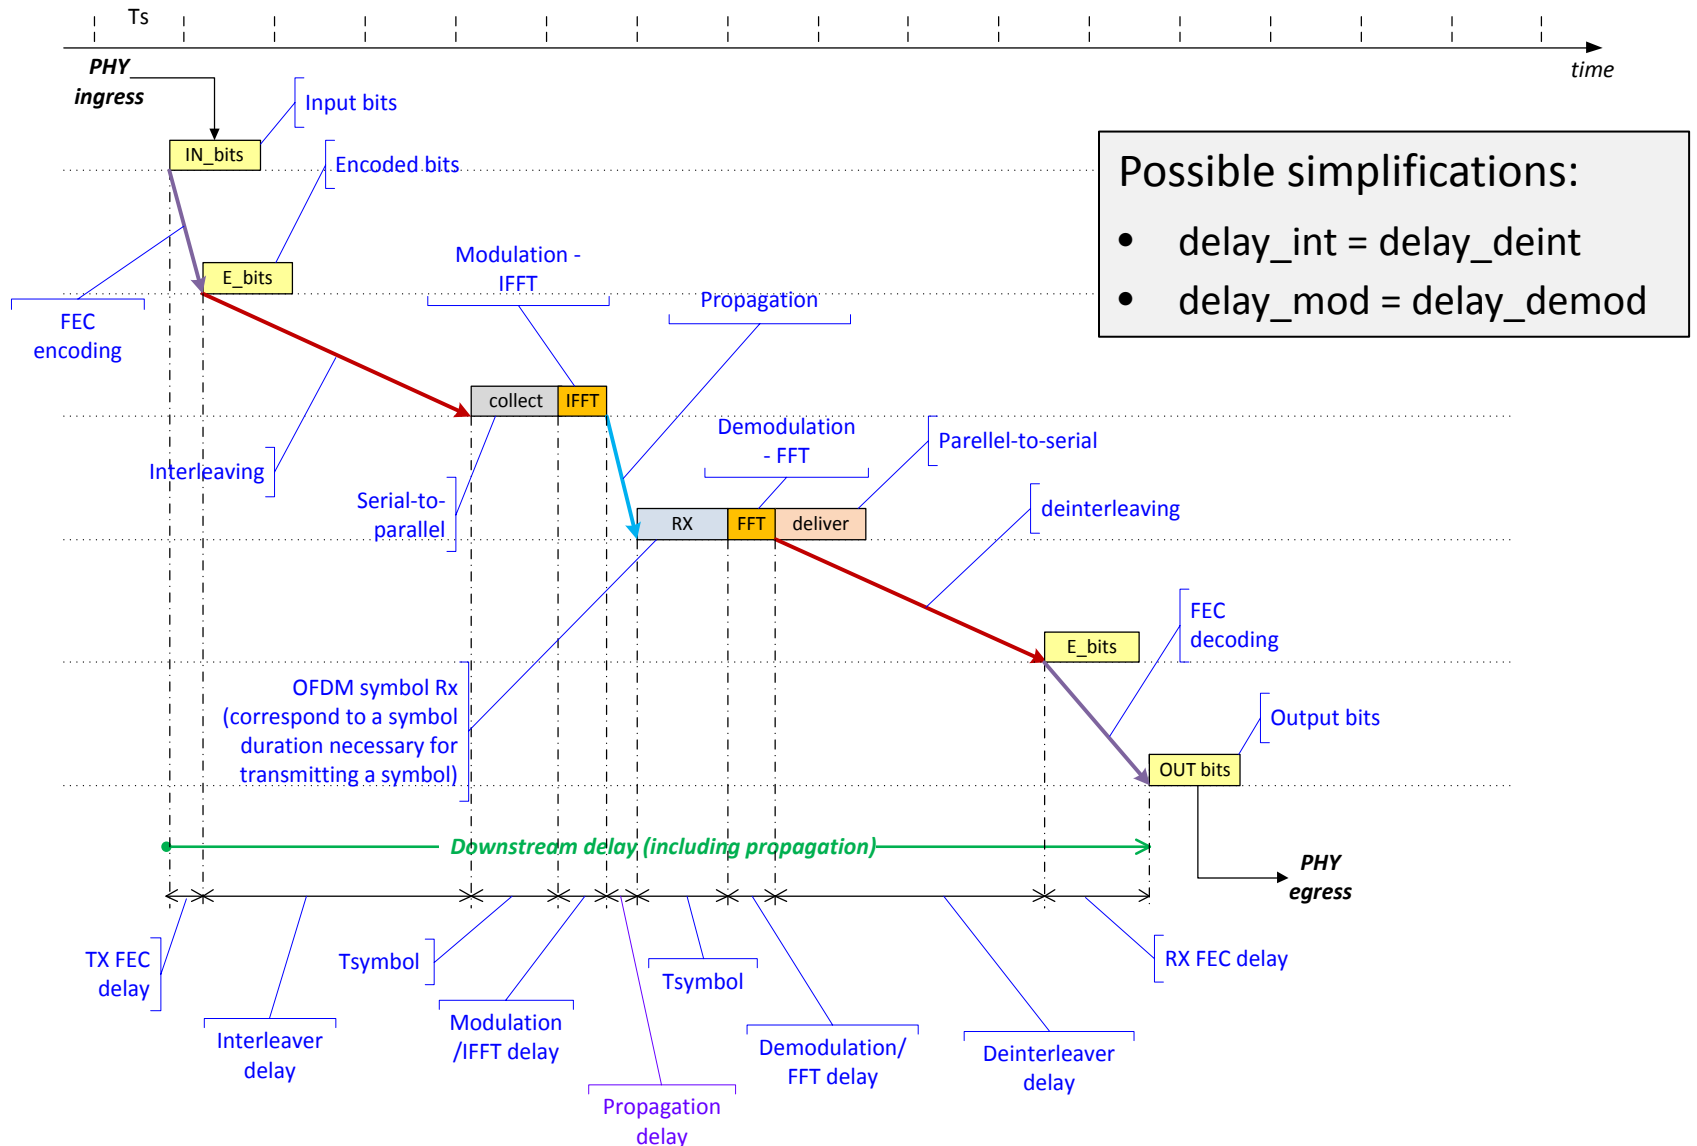 Ts
time
PHY
ingress
Input bits
IN_bits
Encoded bits
Possible simplifications:
• delay_int = delay_deint
• delay_mod = delay_demod
E_bits
Modulation -
IFFT
Propagation
FEC
encoding
collect
IFFT
Demodulation
- FFT
Parellel-to-serial
Interleaving
Serial-to-
parallel
RX
FFT
deliver
deinterleaving
FEC
decoding
E_bits
OFDM symbol Rx
(correspond to a symbol
duration necessary for
transmitting a symbol)
Output bits
OUT bits
Downstream delay (including propagation)
PHY
egress
TX FEC
delay
Tsymbol
Tsymbol
RX FEC delay
Interleaver
delay
Modulation
/IFFT delay
Demodulation/
FFT delay
Deinterleaver
delay
Propagation
delay